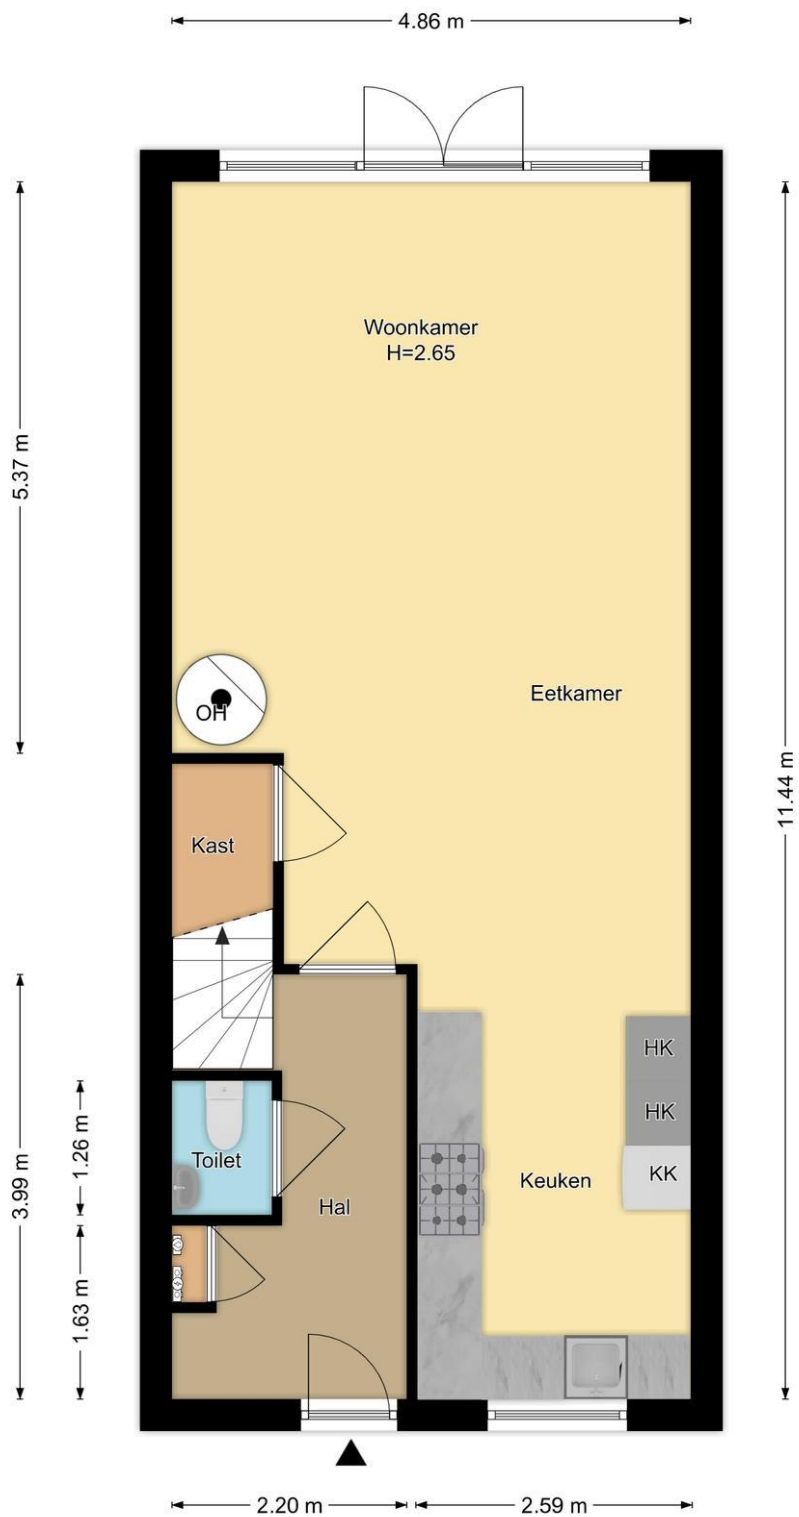 4.86 m
Woonkamer
H=2.65
5.37 m
Eetkamer
OH
11.44 m
Kast
HK
HK
1.26 m
Toilet
KK
Keuken
3.99 m
Hal
1.63 m
2.20 m
2.59 m